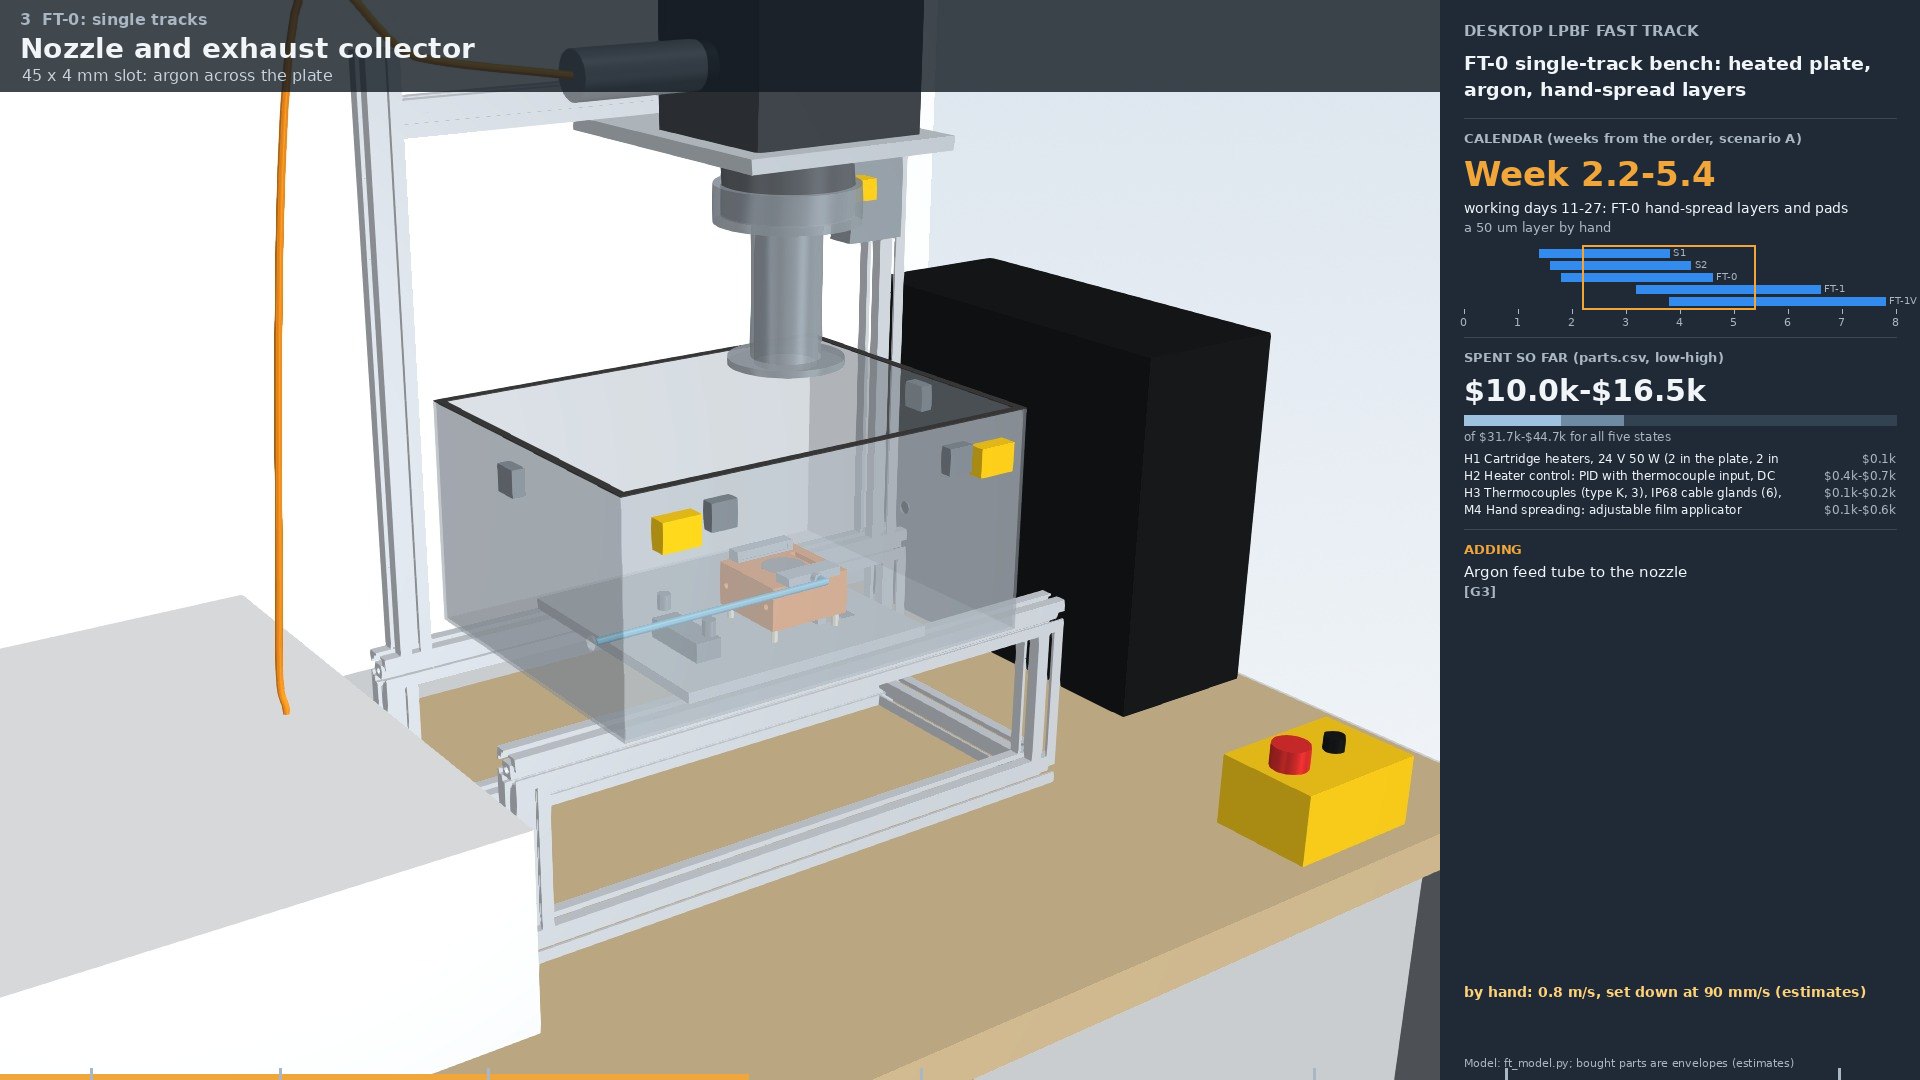 3 FT-0: single tracks
Nozzle and exhaust collector
45 x 4 mm slot: argon across the plate
DESKTOP LPBF FAST TRACK
FT-0 single-track bench: heated plate,
argon, hand-spread layers
CALENDAR (weeks from the order, scenario A)
Week 2.2-5.4
working days 11-27: FT-0 hand-spread layers and pads
a 50 um layer by hand
S1
S2
FT-0
FT-1
FT-1V
0 1 2 3 4 5 6 7 8
SPENT SO FAR (parts.csv, low-high)
$10.0k-$16.5k
of $31.7k-$44.7k for all five states
H1 Cartridge heaters, 24 V 50 W (2 in the plate, 2 in $0.1k
H2 Heater control: PID with thermocouple input, DC $0.4k-$0.7k
H3 Thermocouples (type K, 3), IP68 cable glands (6), $0.1k-$0.2k
M4 Hand spreading: adjustable film applicator $0.1k-$0.6k
ADDING
Argon feed tube to the nozzle
[G3]
by hand: 0.8 m/s, set down at 90 mm/s (estimates)
Model: ft_model.py; bought parts are envelopes (estimates)